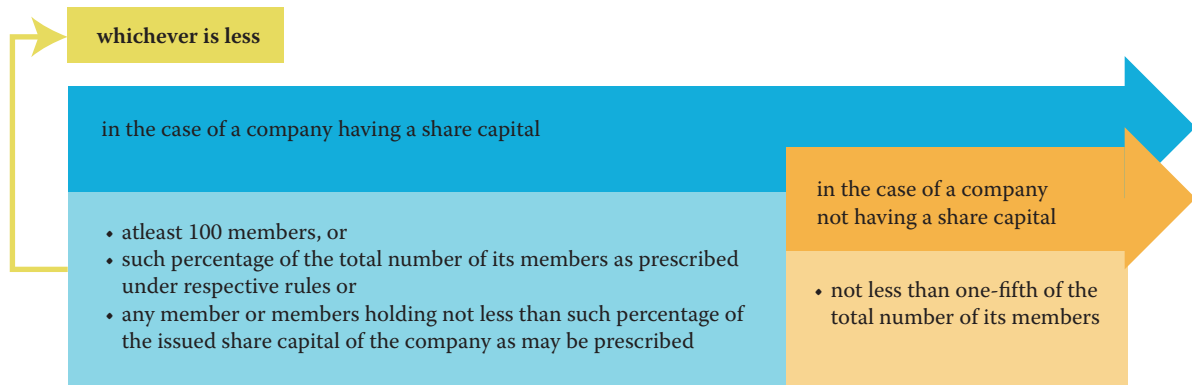 whichever is less
in the case of a company having a share capital
• atleast 100 members, or
• such percentage of the total number of its members as prescribed
under respective rules or
• any member or members holding not less than such percentage of
the issued share capital of the company as may be prescribed
in the case of a company
not having a share capital
• not less than one-fifth of the
total number of its members